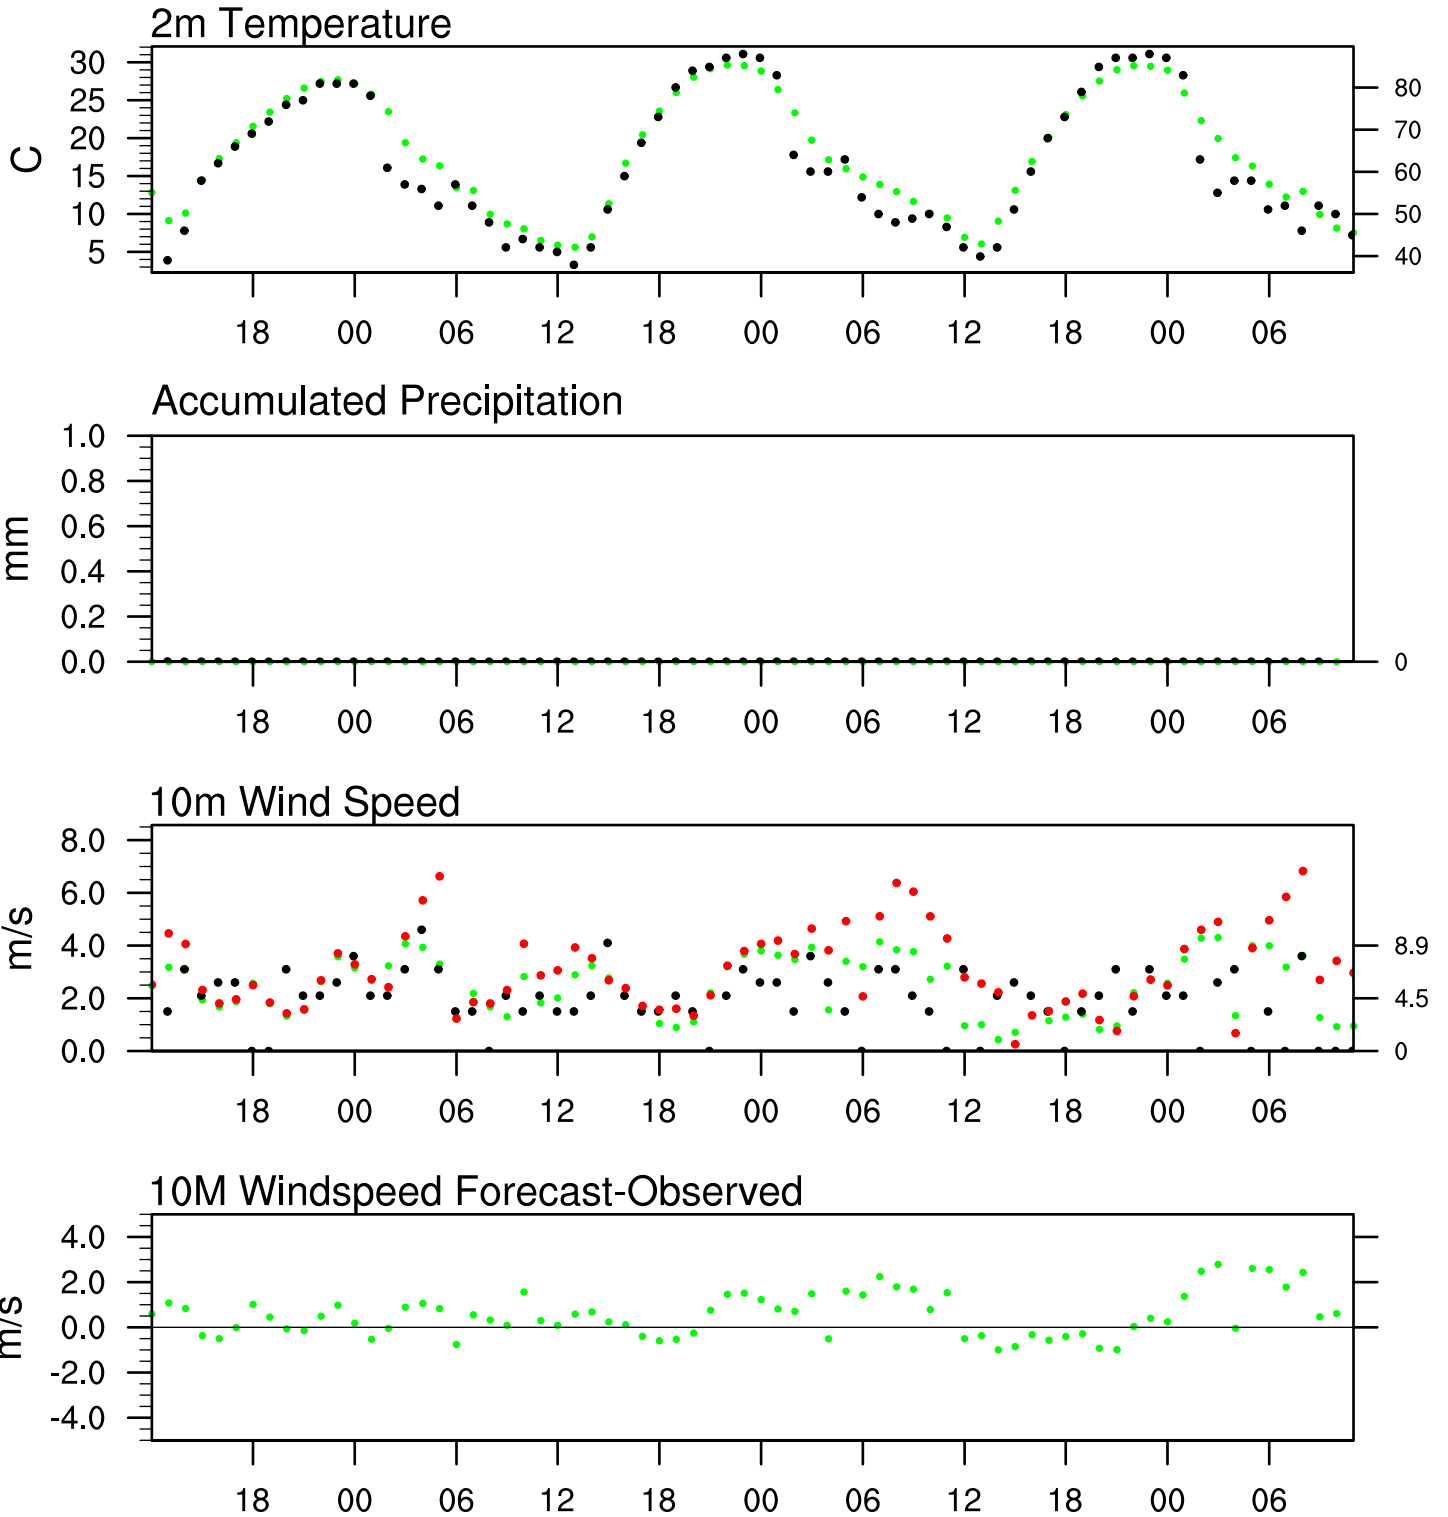 2m Temperature
30
25
20
15
10
5
C
80
70
60
50
40
18 00 06 12 18 00 06 12 18 00 06
Accumulated Precipitation
1.0
0.8
0.6
0.4
0.2
0.0
mm
0
18 00 06 12 18 00 06 12 18 00 06
10m Wind Speed
8.0
6.0
4.0
2.0
0.0
m/s
8.9
4.5
0
18 00 06 12 18 00 06 12 18 00 06
10M Windspeed Forecast-Observed
4.0
2.0
0.0
-2.0
-4.0
m/s
18 00 06 12 18 00 06 12 18 00 06